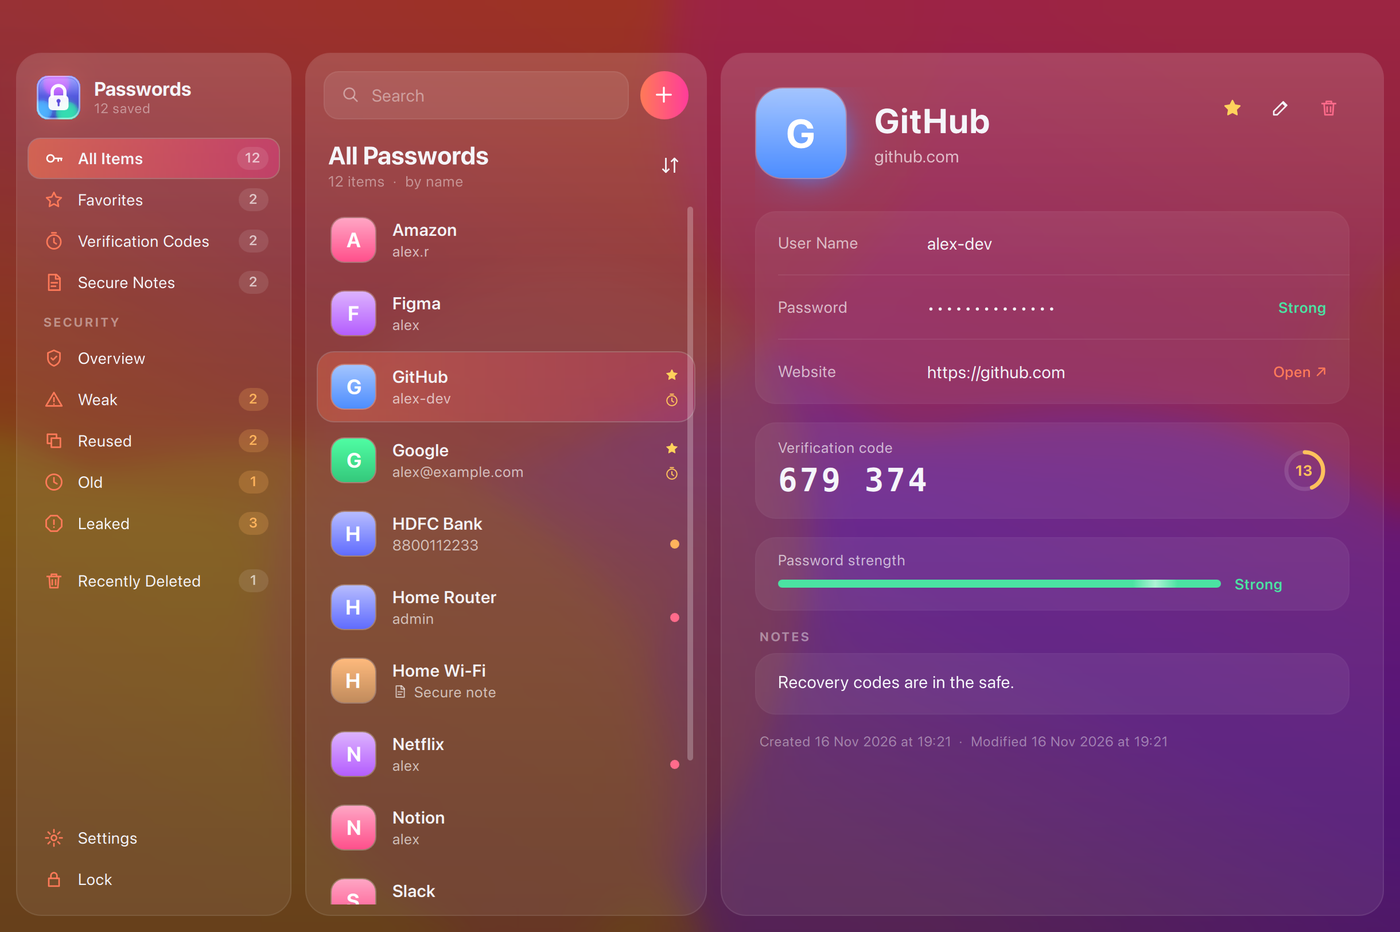 Passwords
12 saved
All Items 12
Favorites 2
Verification Codes 2
Secure Notes 2
SECURITY
Overview
Weak 2
Reused 2
Old 1
Leaked 3
Recently Deleted 1
Settings
Lock
Search
All Passwords
12 items · by name
A Amazon
alex.r
F Figma
alex
G GitHub
alex-dev
G Google
alex@example.com
H HDFC Bank
8800112233
H Home Router
admin
H Home Wi-Fi
Secure note
N Netflix
alex
N Notion
alex
S Slack
G GitHub
github.com
User Name alex-dev
Password •••••••••••••• Strong
Website https://github.com Open ↗
Verification code
679 374 13
Password strength
Strong
NOTES
Recovery codes are in the safe.
Created 16 Nov 2026 at 19:21 · Modified 16 Nov 2026 at 19:21